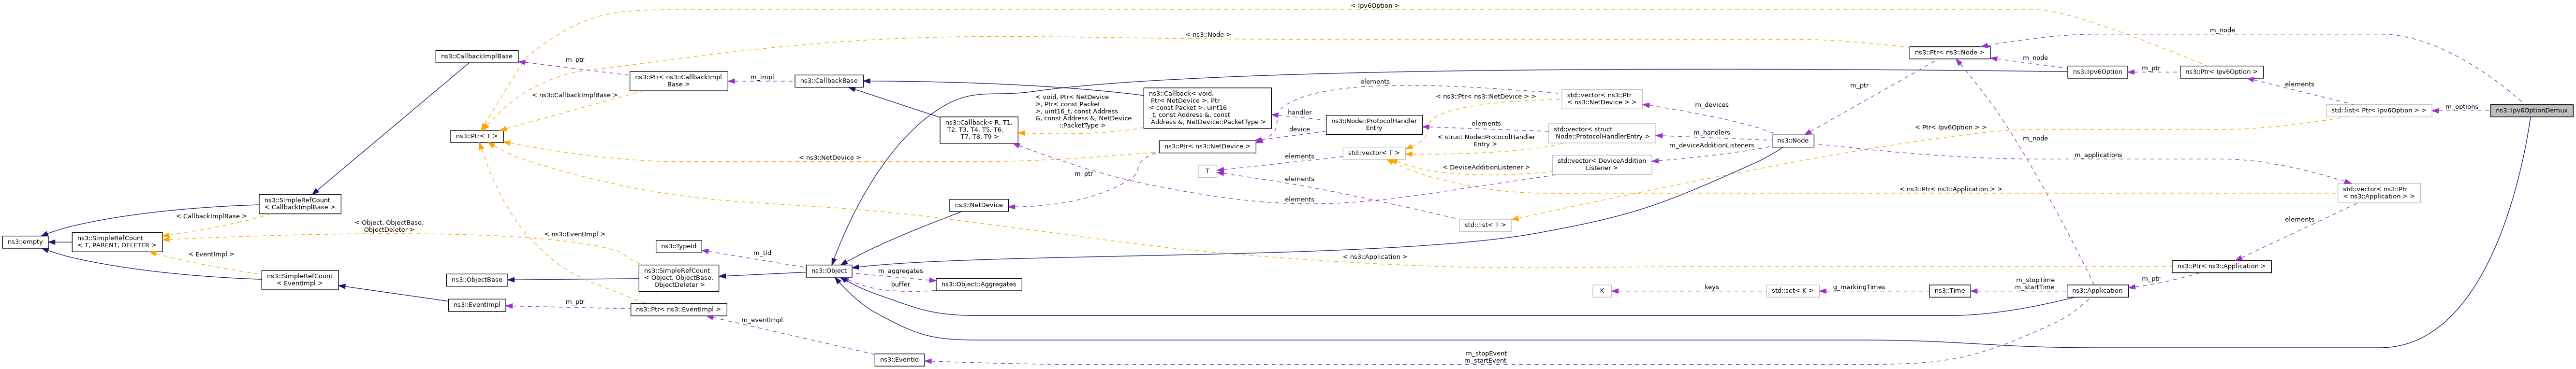 < Ipv6Option >
m_node
< ns3::Node >
ns3::Ptr< ns3::Node >
ns3::CallbackImplBase
m_ptr
m_node
ns3::Ptr< ns3::CallbackImpl
Base >
m_impl
ns3::CallbackBase
elements
m_ptr
ns3::Ipv6Option
m_ptr
ns3::Ptr< Ipv6Option >
elements
< ns3::CallbackImplBase >
< void, Ptr< NetDevice
>, Ptr< const Packet
>, uint16_t, const Address
&, const Address &, NetDevice
::PacketType >
ns3::Callback< void,
Ptr< NetDevice >, Ptr
< const Packet >, uint16
_t, const Address &, const
Address &, NetDevice::PacketType >
< ns3::Ptr< ns3::NetDevice > >
std::vector< ns3::Ptr
< ns3::NetDevice > >
m_devices
std::list< Ptr< Ipv6Option > >
m_options
ns3::Ipv6OptionDemux
handler
ns3::Node::ProtocolHandler
Entry
elements
std::vector< struct
Node::ProtocolHandlerEntry >
m_handlers
< Ptr< Ipv6Option > >
ns3::Callback< R, T1,
T2, T3, T4, T5, T6,
T7, T8, T9 >
device
< struct Node::ProtocolHandler
Entry >
m_deviceAdditionListeners
ns3::Node
m_node
ns3::Ptr< T >
ns3::Ptr< ns3::NetDevice >
std::vector< T >
< ns3::NetDevice >
elements
std::vector< DeviceAddition
Listener >
m_applications
< DeviceAdditionListener >
T
m_ptr
elements
elements
< ns3::Ptr< ns3::Application > >
std::vector< ns3::Ptr
< ns3::Application > >
ns3::SimpleRefCount
< CallbackImplBase >
ns3::NetDevice
< CallbackImplBase >
< Object, ObjectBase,
ObjectDeleter >
std::list< T >
elements
ns3::empty
ns3::SimpleRefCount
< T, PARENT, DELETER >
< ns3::EventImpl >
ns3::TypeId
m_tid
< EventImpl >
< ns3::Application >
ns3::SimpleRefCount
< EventImpl >
ns3::ObjectBase
ns3::SimpleRefCount
< Object, ObjectBase,
ObjectDeleter >
ns3::Object
m_aggregates
buffer
ns3::Object::Aggregates
ns3::Ptr< ns3::Application >
m_ptr
K
keys
std::set< K >
g_markingTimes
ns3::Time
m_stopTime
m_startTime
ns3::Application
ns3::EventImpl
m_ptr
ns3::Ptr< ns3::EventImpl >
m_eventImpl
ns3::EventId
m_stopEvent
m_startEvent